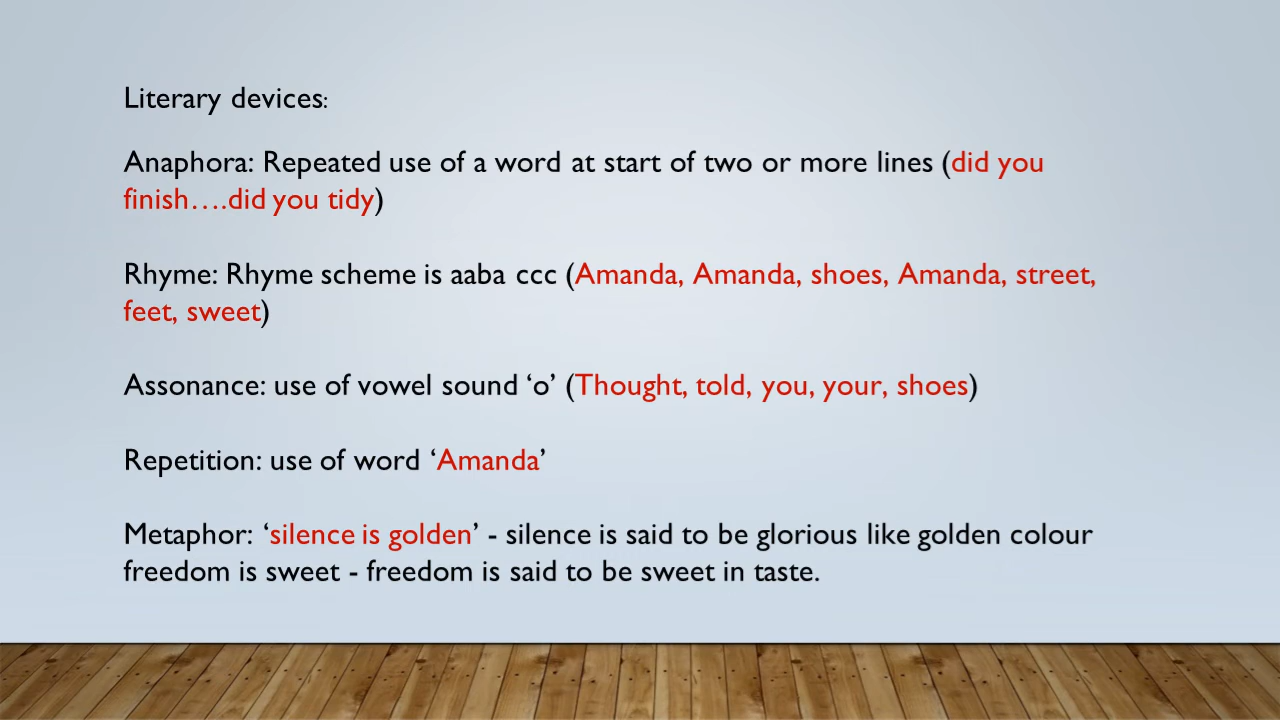 Literary devices:
Anaphora: Repeated use of a word at start of two or more lines (did you
finish….did you tidy)
Rhyme: Rhyme scheme is aaba ccc (Amanda, Amanda, shoes, Amanda, street,
feet, sweet)
Assonance: use of vowel sound ‘o’ (Thought, told, you, your, shoes)
Repetition: use of word ‘Amanda’
Metaphor: ‘silence is golden’ - silence is said to be glorious like golden colour
freedom is sweet - freedom is said to be sweet in taste.